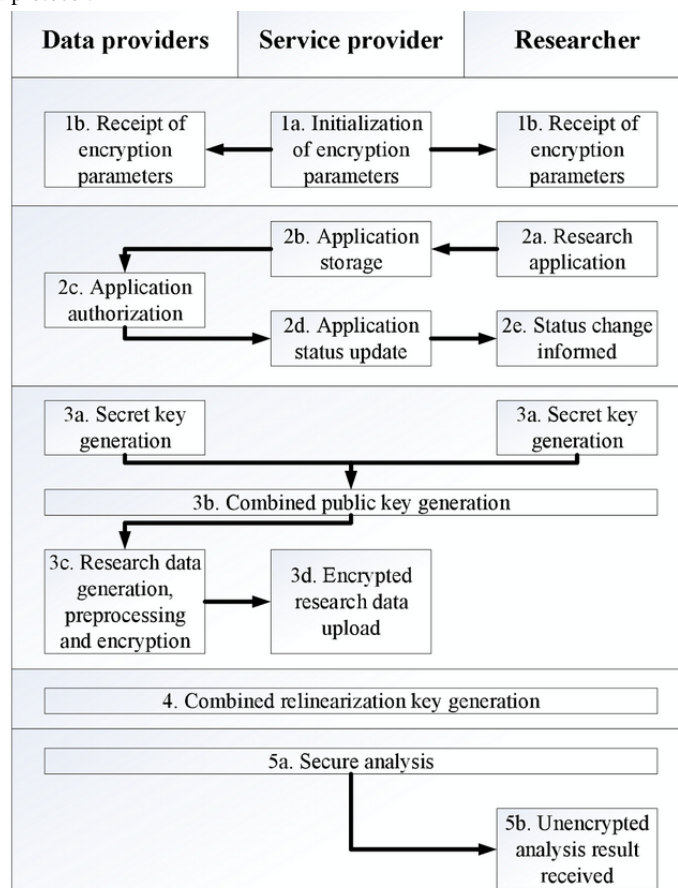 Data providers
Service provider
Researcher
1b. Receipt of
encryption
parameters
1a. Initialization
of encryption
parameters
1b. Receipt of
encryption
parameters
2b. Application
storage
2a. Research
application
2c. Application
authorization
2d. Application
status update
2e. Status change
informed
3a. Secret key
generation
3a. Secret key
generation
3b. Combined public key generation
3c. Research data
generation,
preprocessing
and encryption
3d. Encrypted
research data
upload
4. Combined relinearization key generation
5a. Secure analysis
5b. Unencrypted
analysis result
received